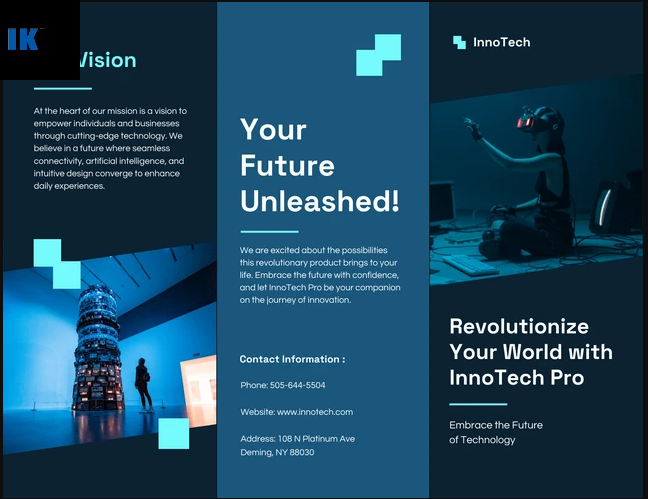 IK
Vision
At the heart of our mission is a vision to
empower individuals and businesses
through cutting-edge technology. We
believe in a future where seamless
connectivity, artificial intelligence, and
intuitive design converge to enhance
daily experiences.
Your
Future
Unleashed!
We are excited about the possibilities
this revolutionary product brings to your
life. Embrace the future with confidence,
and let InnoTech Pro be your companion
on the journey of innovation.
Contact Information :
Phone: 505-644-5504
Website: www.innotech.com
Address: 108 N Platinum Ave
Deming, NY 88030
InnoTech
Revolutionize
Your World with
InnoTech Pro
Embrace the Future
of Technology